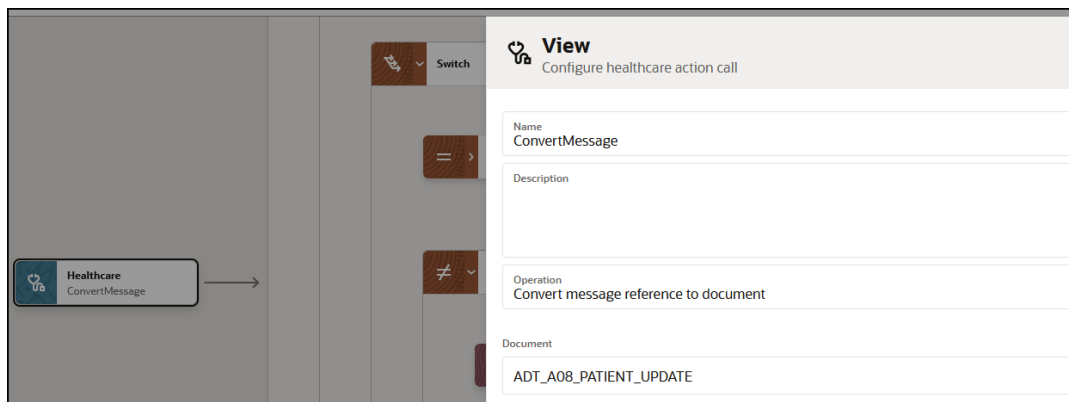 Switch
Healthcare
ConvertMessage
View
Configure healthcare action call
Name
ConvertMessage
Description
Operation
Convert message reference to document
Document
ADT_A08_PATIENT_UPDATE